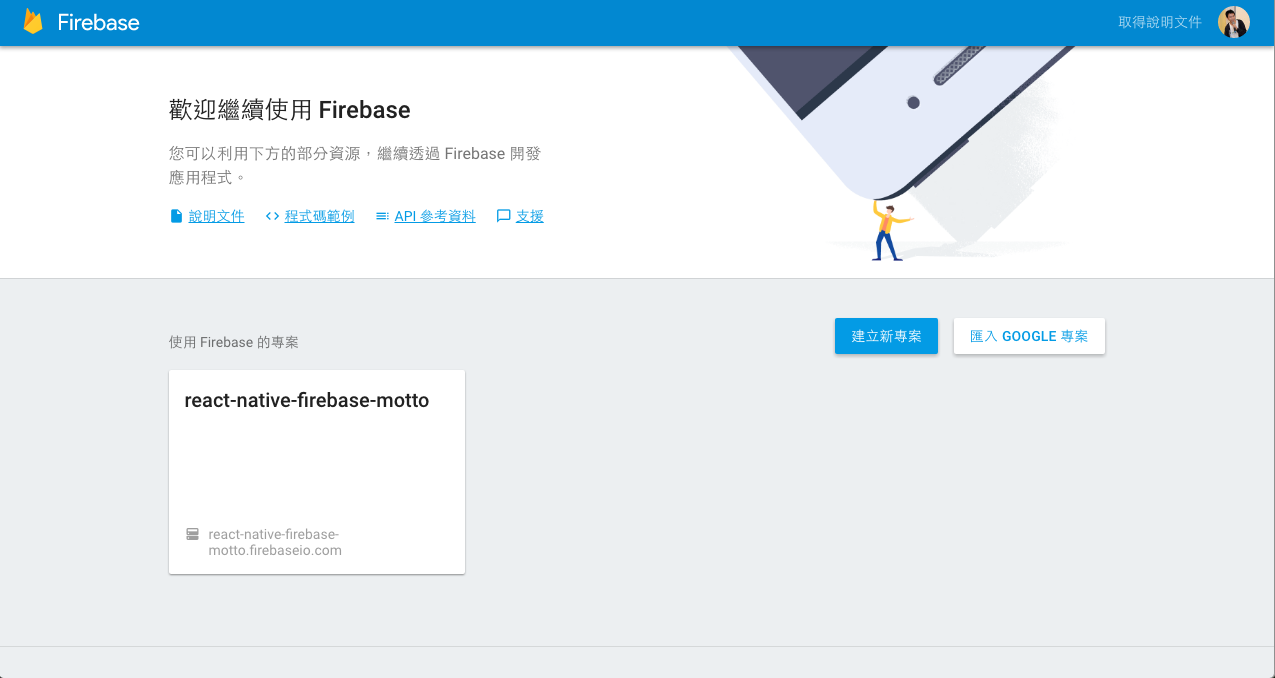 Firebase
取得說明文件
歡迎繼續使用 Firebase
您可以利用下方的部分資源，繼續透過 Firebase 開發
應用程式。
說明文件 程式碼範例 API 參考資料 支援
使用 Firebase 的專案
建立新專案
匯入 GOOGLE 專案
react-native-firebase-motto
react-native-firebase-
motto.firebaseio.com